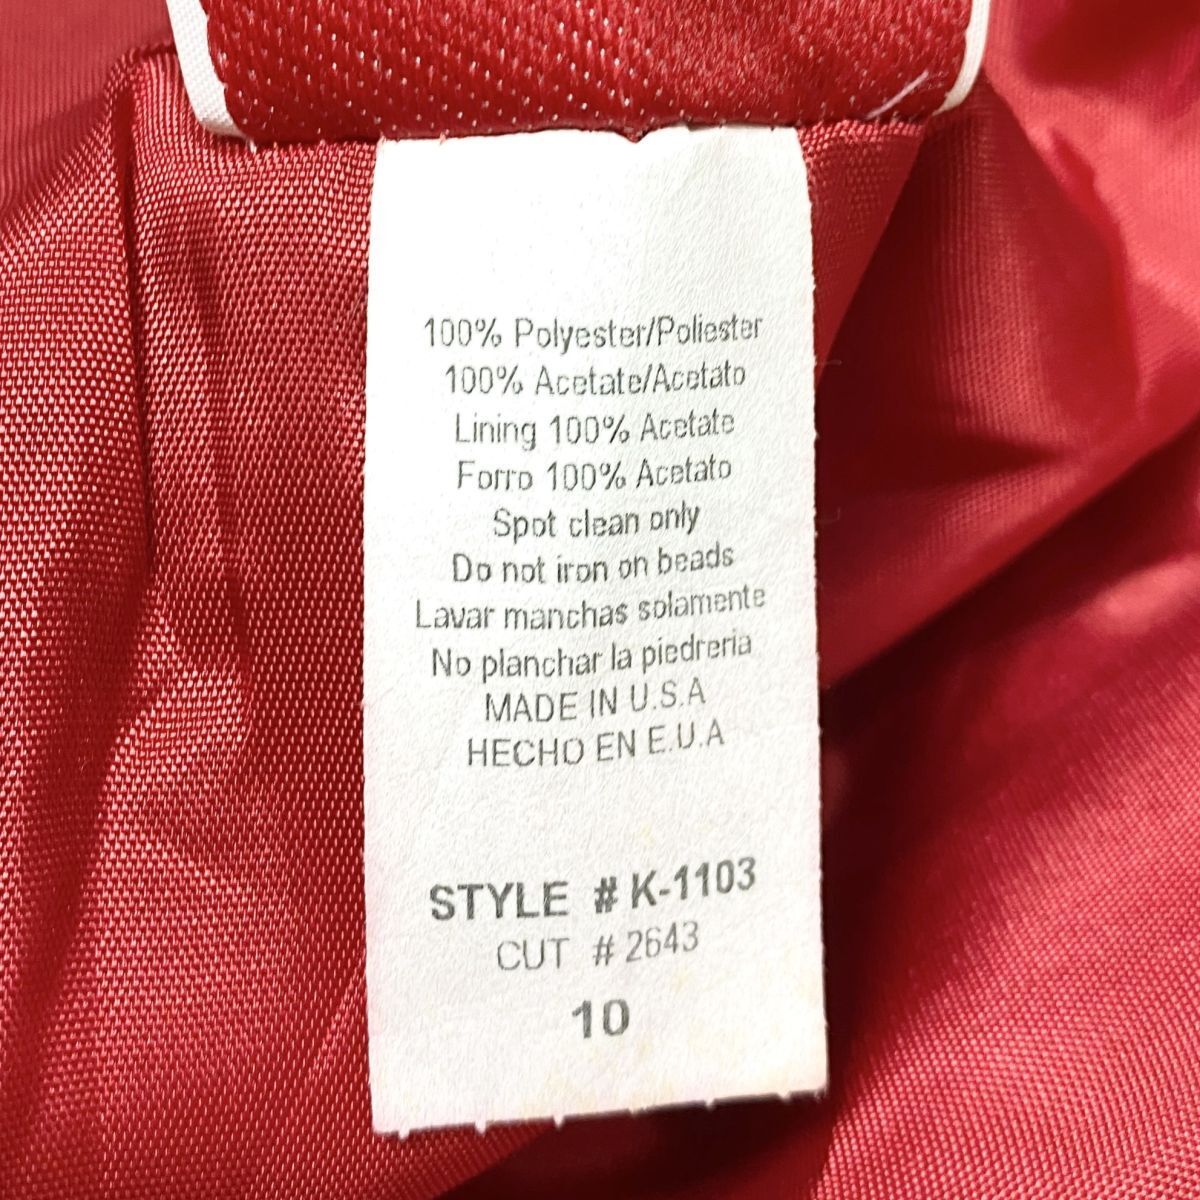 100% Polyester/Poliester
100% Acetate/Acetato
Lining 100% Acetate
Forro 100% Acetato
Spot clean only
Do not iron on beads
Lavar manchas solamente
No planchar la piedreria
MADE IN U.S.A
HECHO EN E.U.A
STYLE # K-1103
CUT # 2643
10